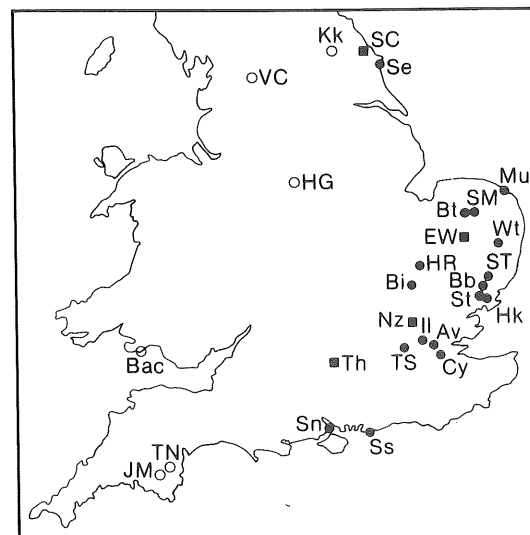 Kk SC
Se
VC
HG
Mu
SM
Bt
EW Wt
HR ST
Bi Bb
St Hk
Nz Il Av
TS Cy
Bac Th
Sn Ss
TN
JM